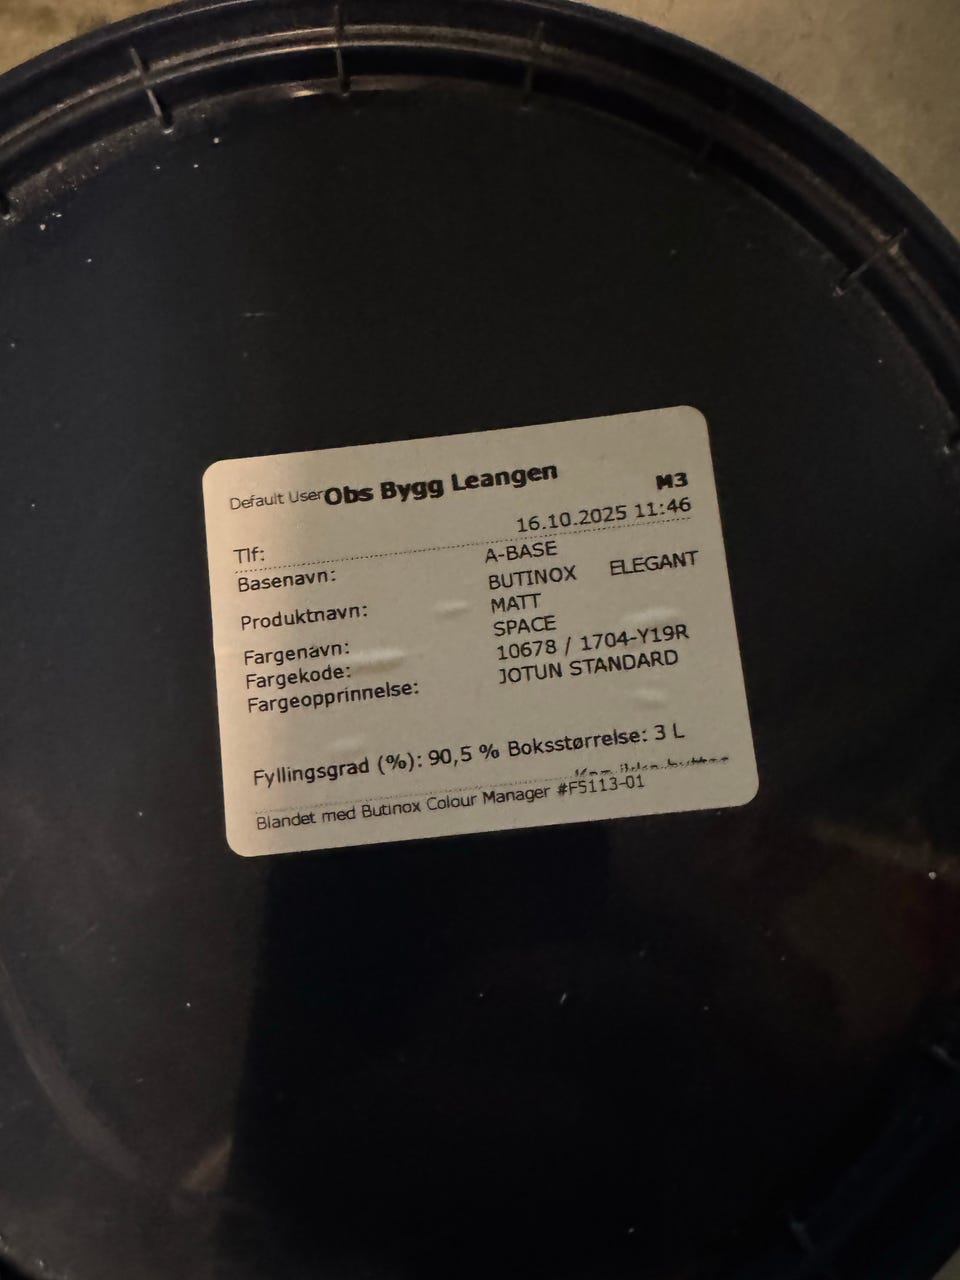 Default User Obs Bygg Leangen
M3
Tlf: 16.10.2025 11:46
Basenavn: A-BASE
Produktnavn: BUTINOX ELEGANT
MATT
Fargenavn: SPACE
Fargekode: 10678 / 1704-Y19R
Fargeopprinnelse: JOTUN STANDARD
Fyllingsgrad (%): 90,5 % Boksstørrelse: 3 L
Blandet med Butinox Colour Manager #F5113-01